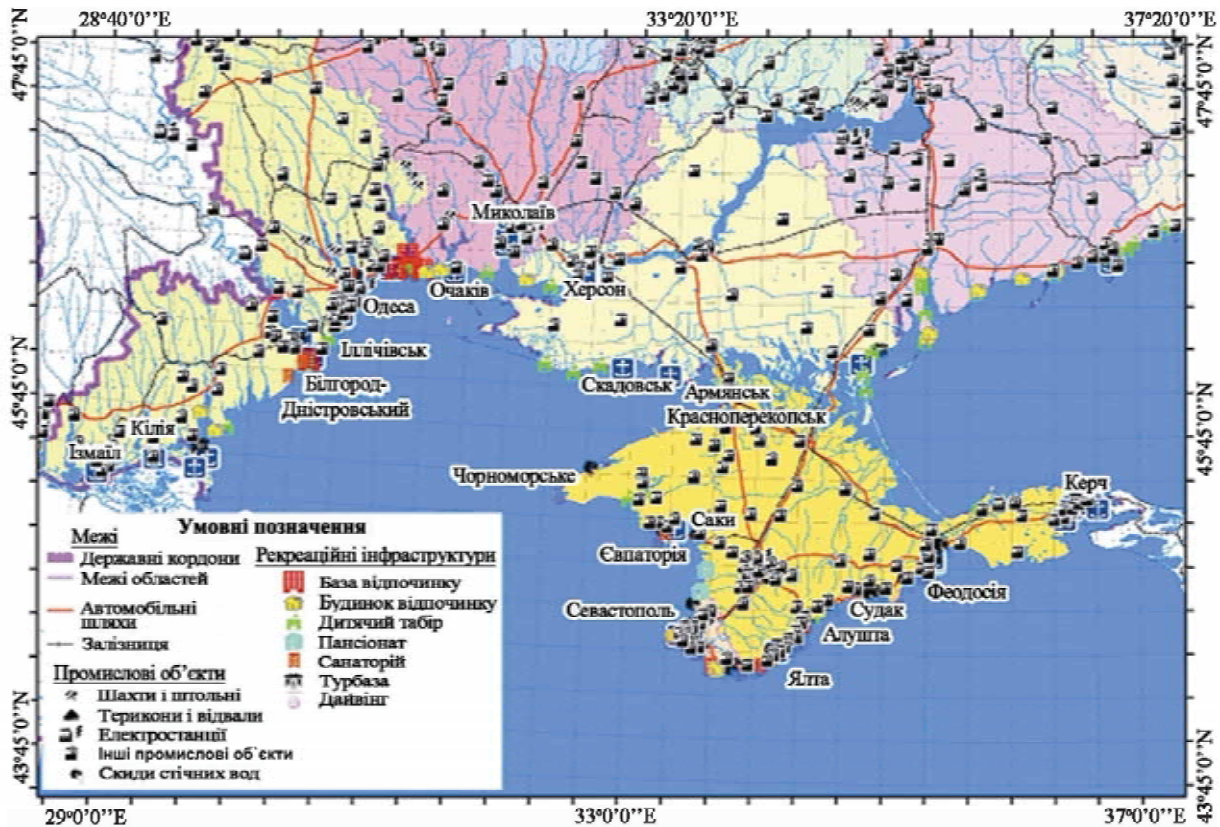 28°40'0''E
33°20'0''E
37°20'0''E
47°45'0''N
47°45'0''N
Миколаїв
Одеса
Очаків
Херсон
Іллічівськ
Білгород-
Дністровський
Скадовськ
Армянськ
Красноперекопськ
45°45'0''N
45°45'0''N
Кілія
Ізмаїл
Чорноморське
Керч
Саки
Євпаторія
Севастополь
Судак
Феодосія
Алушта
Ялта
Умовні позначення
Межі
Державні кордони
Межі областей
Автомобільні
шляхи
Залізниця
Промислові об’єкти
Шахти і штольні
Терикони і відвали
Електростанції
Інші промислові об`єкти
Скиди стічних вод
Рекреаційні інфраструктури
База відпочинку
Будинок відпочинку
Дитячий табір
Пансіонат
Санаторій
Турбаза
Дайвінг
43°45'0''N
43°45'0''N
29°0'0''E
33°0'0''E
37°0'0''E